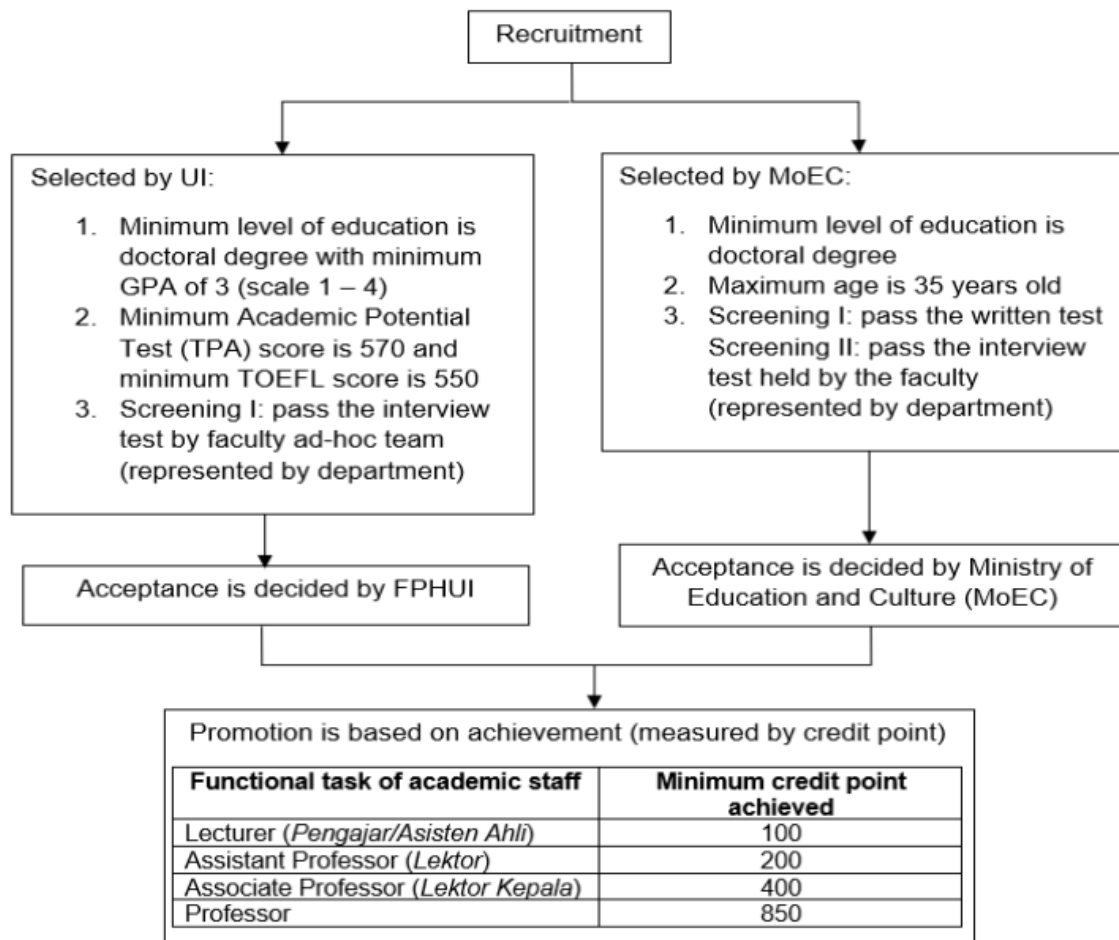 Recruitment
Selected by UI:
1. Minimum level of education is
doctoral degree with minimum
GPA of 3 (scale 1 – 4)
2. Minimum Academic Potential
Test (TPA) score is 570 and
minimum TOEFL score is 550
3. Screening I: pass the interview
test by faculty ad-hoc team
(represented by department)
Selected by MoEC:
1. Minimum level of education is
doctoral degree
2. Maximum age is 35 years old
3. Screening I: pass the written test
Screening II: pass the interview
test held by the faculty
(represented by department)
Acceptance is decided by FPHUI
Acceptance is decided by Ministry of
Education and Culture (MoEC)
Promotion is based on achievement (measured by credit point)
Functional task of academic staff Minimum credit point
achieved
Lecturer (Pengajar/Asisten Ahli) 100
Assistant Professor (Lektor) 200
Associate Professor (Lektor Kepala) 400
Professor 850